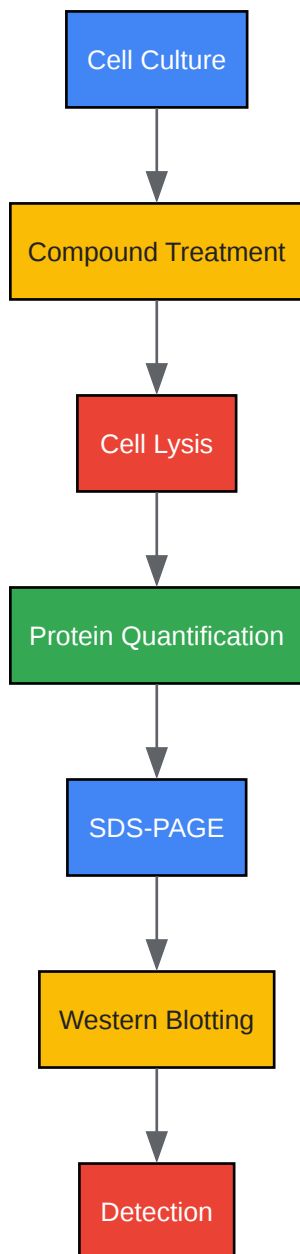 Cell Culture
Compound Treatment
Cell Lysis
Protein Quantification
SDS-PAGE
Western Blotting
Detection